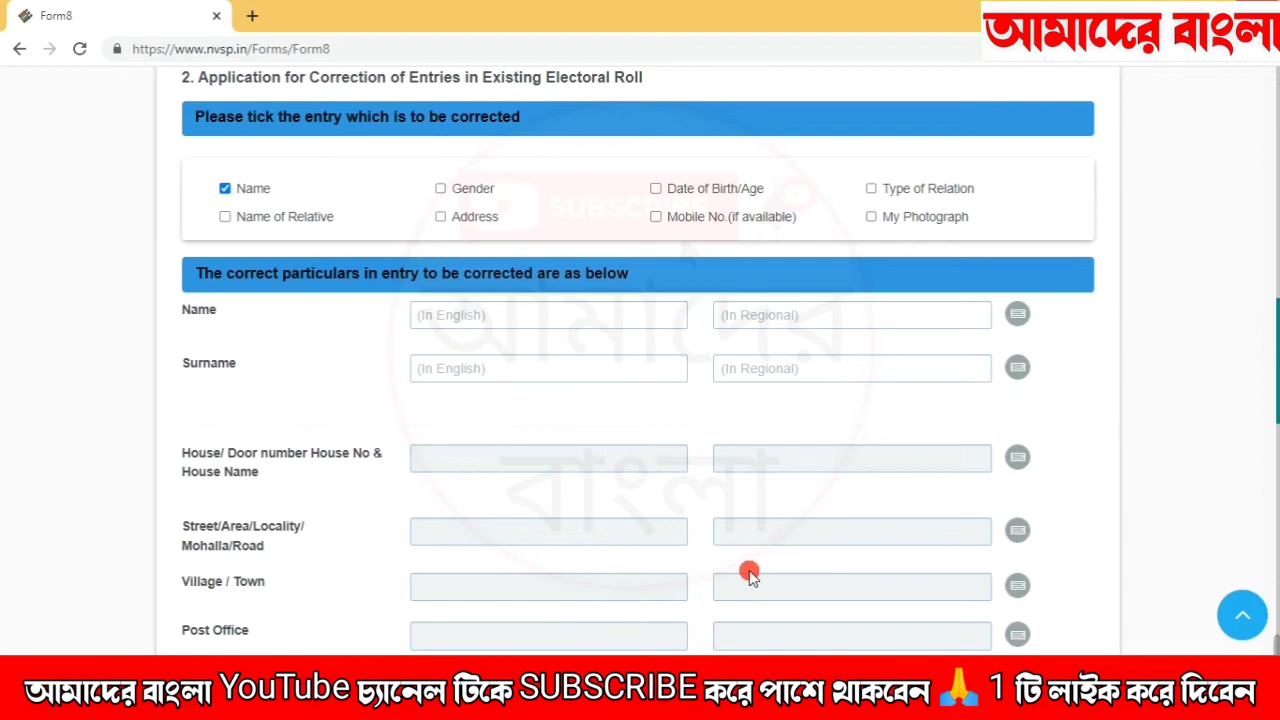 Form8
আমাদের বাংলা
https://www.nvsp.in/Forms/Form8
2. Application for Correction of Entries in Existing Electoral Roll
Please tick the entry which is to be corrected
Name
Gender
Date of Birth/Age
Type of Relation
Name of Relative
Address
Mobile No.(if available)
My Photograph
SUBSCRIBE
The correct particulars in entry to be corrected are as below
Name
(In English)
(In Regional)
আমাদের
Surname
(In English)
(In Regional)
House/ Door number House No &
House Name
বাংলা
Street/Area/Locality/
Mohalla/Road
Village / Town
Post Office
আমাদের বাংলা YouTube চ্যানেল টিকে SUBSCRIBE করে পাশে থাকবেন 🙏 1 টি লাইক করে দিবেন